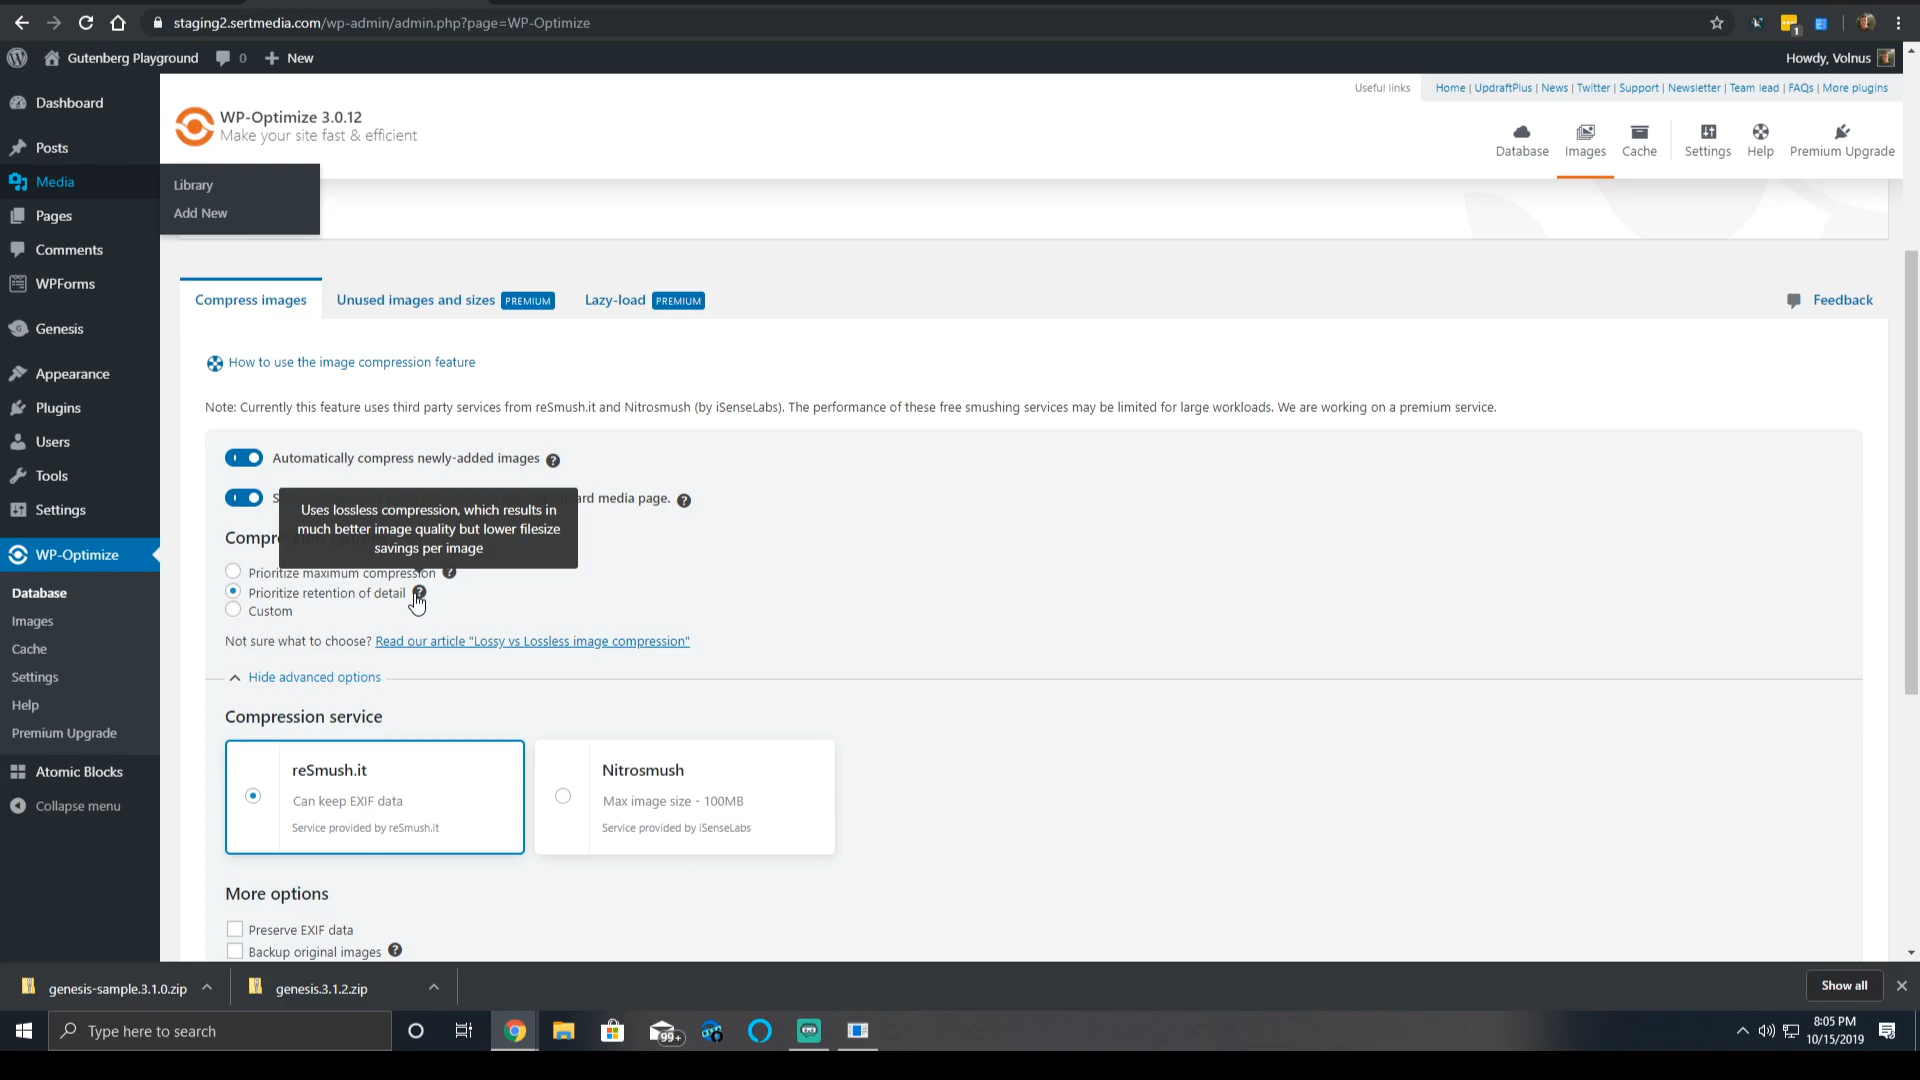 staging2.sertmedia.com/wp-admin/admin.php?page=WP-Optimize
1
Gutenberg Playground
0
New
Howdy, Volnus
Dashboard
Posts
Media
Library
Add New
Pages
Comments
WPForms
Genesis
Appearance
Plugins
Users
Tools
Settings
WP-Optimize
Database
Images
Cache
Settings
Help
Premium Upgrade
Atomic Blocks
Collapse menu
Useful links
Home | UpdraftPlus | News | Twitter | Support | Newsletter | Team lead | FAQs | More plugins
WP-Optimize 3.0.12
Make your site fast & efficient
Database Images Cache Settings Help Premium Upgrade
Compress images Unused images and sizes PREMIUM Lazy-load PREMIUM
Feedback
How to use the image compression feature
Note: Currently this feature uses third party services from reSmush.it and Nitrosmush (by iSenseLabs). The performance of these free smushing services may be limited for large workloads. We are working on a premium service.
Automatically compress newly-added images
media page.
Uses lossless compression, which results in
much better image quality but lower filesize
savings per image
Prioritize maximum compression
Prioritize retention of detail
Custom
Not sure what to choose? Read our article "Lossy vs Lossless image compression"
Hide advanced options
Compression service
reSmush.it
Can keep EXIF data
Service provided by reSmush.it
Nitrosmush
Max image size - 100MB
Service provided by iSenseLabs
More options
Preserve EXIF data
Backup original images
genesis-sample.3.1.0.zip
genesis.3.1.2.zip
Show all
Type here to search
99+
8:05 PM
10/15/2019